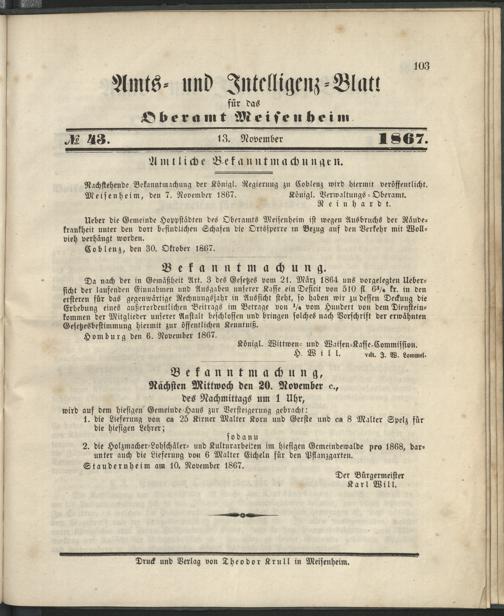 103
Amts- und Intelligenz-Blatt
für das
Oberamt Meisenheim
№ 43.
13. November
1867.
Amtliche Bekanntmachungen.
Nachstehende Bekanntmachung der Königl. Regierung zu Coblenz wird hiermit veröffentlicht.
Meisenheim, den 7. November 1867. Königl. Verwaltungs-Oberamt.
Reinhardt.
Ueber die Gemeinde Hoppstädten des Oberamts Meisenheim ist wegen Ausbruchs der Räude-
krankheit unter den dort befindlichen Schafen die Ortssperre in Bezug auf den Verkehr mit Woll-
vieh verhängt worden.
Coblenz, den 30. Oktober 1867.
Bekanntmachung.
Da nach der in Gemäßheit Art. 3 des Gesetzes vom 21. März 1864 uns vorgelegten Ueber-
sicht der laufenden Einnahmen und Ausgaben unserer Kasse ein Defizit von 510 fl. 6¾ kr. in den
ersteren für das gegenwärtige Rechnungsjahr in Aussicht steht, so haben wir zu dessen Deckung die
Erhebung eines außerordentlichen Beitrags im Betrage von ¼ vom Hundert von dem Dienstein-
kommen der Mitglieder unserer Anstalt beschlossen und bringen solches nach Vorschrift der erwähnten
Gesetzesbestimmung hiermit zur öffentlichen Kenntniß.
Homburg den 6. November 1867.
Königl. Wittwen- und Waisen-Kasse-Commission.
H. Will. vdt. J. W. Lommel.
Bekanntmachung,
Nächsten Mittwoch den 20. November c.,
des Nachmittags um 1 Uhr,
wird auf dem hiesigen Gemeinde-Haus zur Versteigerung gebracht:
1. die Lieferung von ca 25 Kirner Malter Korn und Gerste und ca 8 Malter Spelz für
die hiesigen Lehrer;
sodann
2. die Holzmacher-Lohschäler- und Kulturarbeiten im hiesigen Gemeindewalde pro 1868, dar-
unter auch die Lieferung von 6 Malter Eicheln für den Pflanzgarten.
Staudernheim am 10. November 1867.
Der Bürgermeister
Karl Will.
Druck und Verlag von Theodor Krull in Meisenheim.